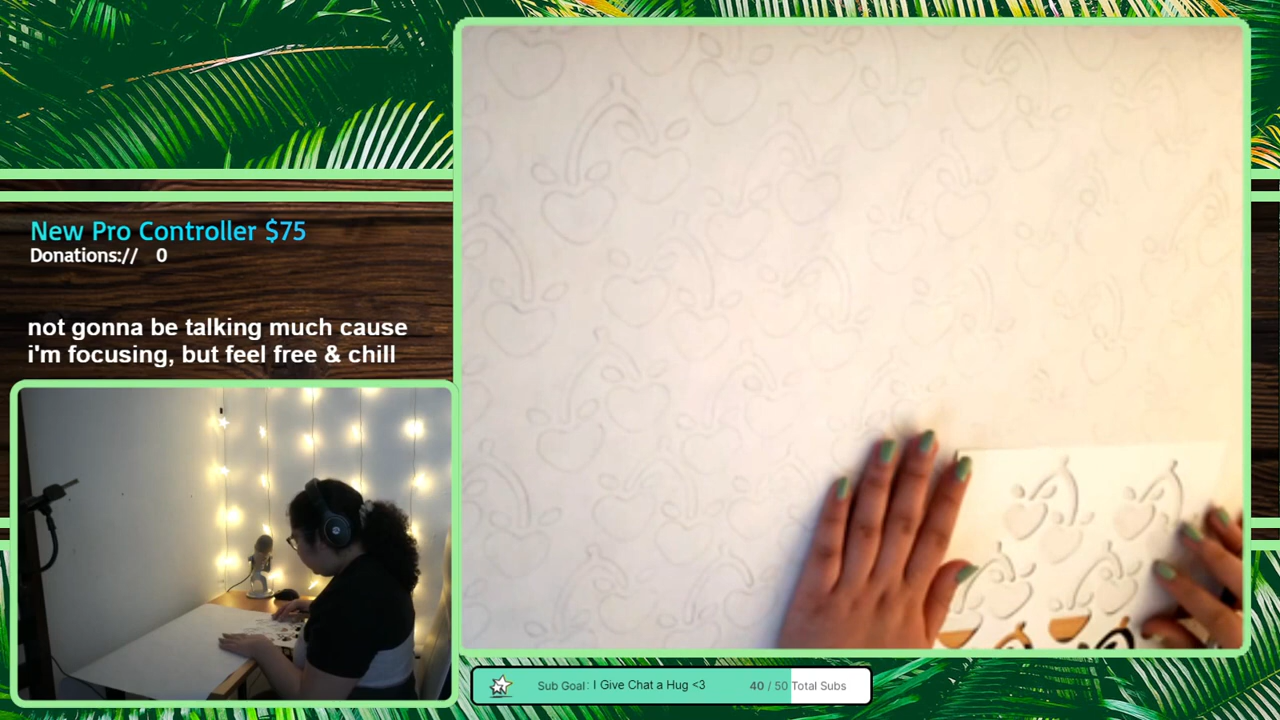 New Pro Controller $75
Donations:// 0
not gonna be talking much cause
i'm focusing, but feel free & chill
Sub Goal: I Give Chat a Hug <3 40 / 50 Total Subs